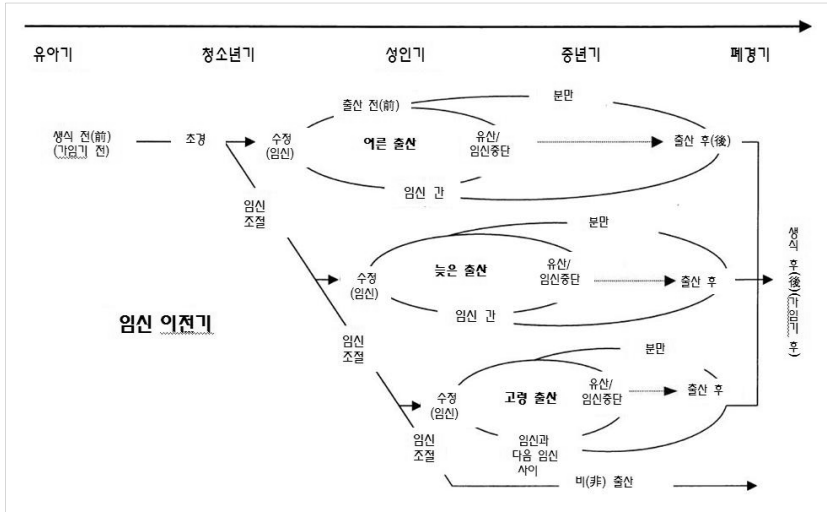 유아기 청소년기 성인기 중년기 폐경기
출산 전(前) 분만
생식 전(前)
(가임기 전)
초경
수정
(임신)
이른 출산
유산/
임신중단
출산 후(後)
임신 간
임신
조절
분만
수정
(임신)
늦은 출산
유산/
임신중단
출산 후
임신 간
생식 후(後)(가임기 후)
임신 이전기
임신
조절
분만
수정
(임신)
고령 출산
유산/
임신중단
출산 후
임신과
다음 임신
사이
임신
조절
비(非) 출산